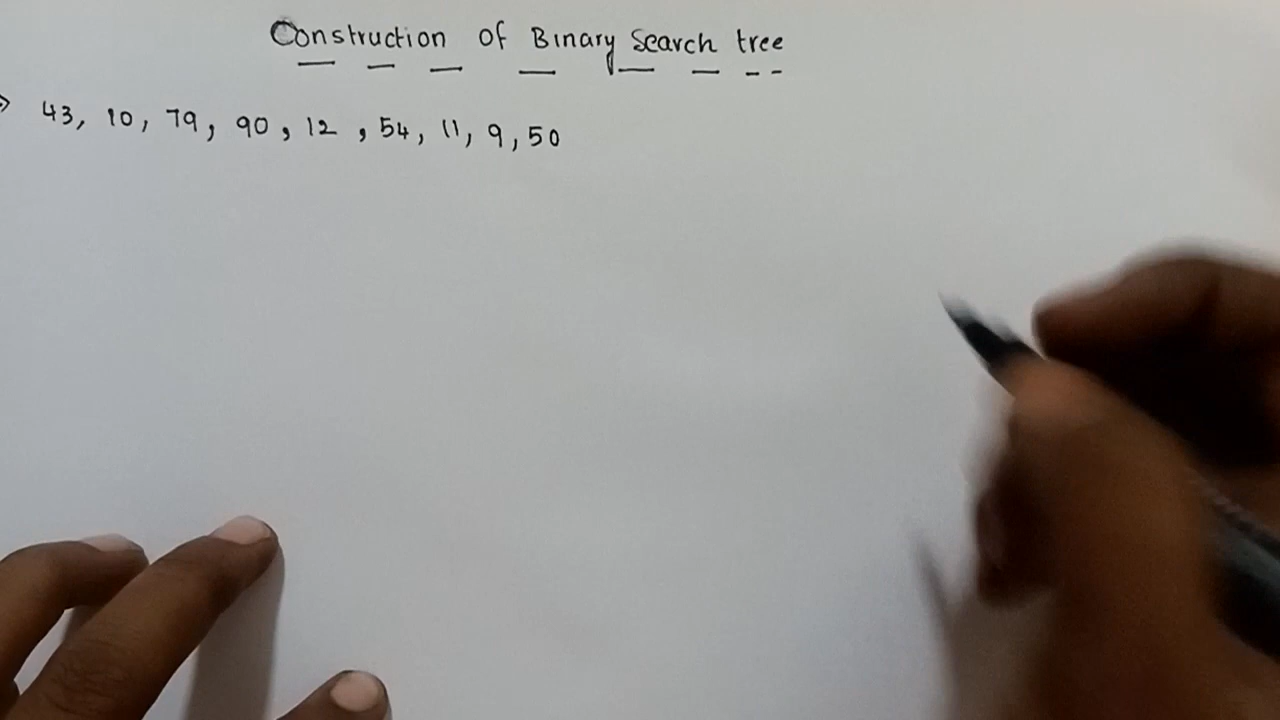 Construction of Binary Search tree
43, 10, 79, 90, 12, 54, 11, 9, 50